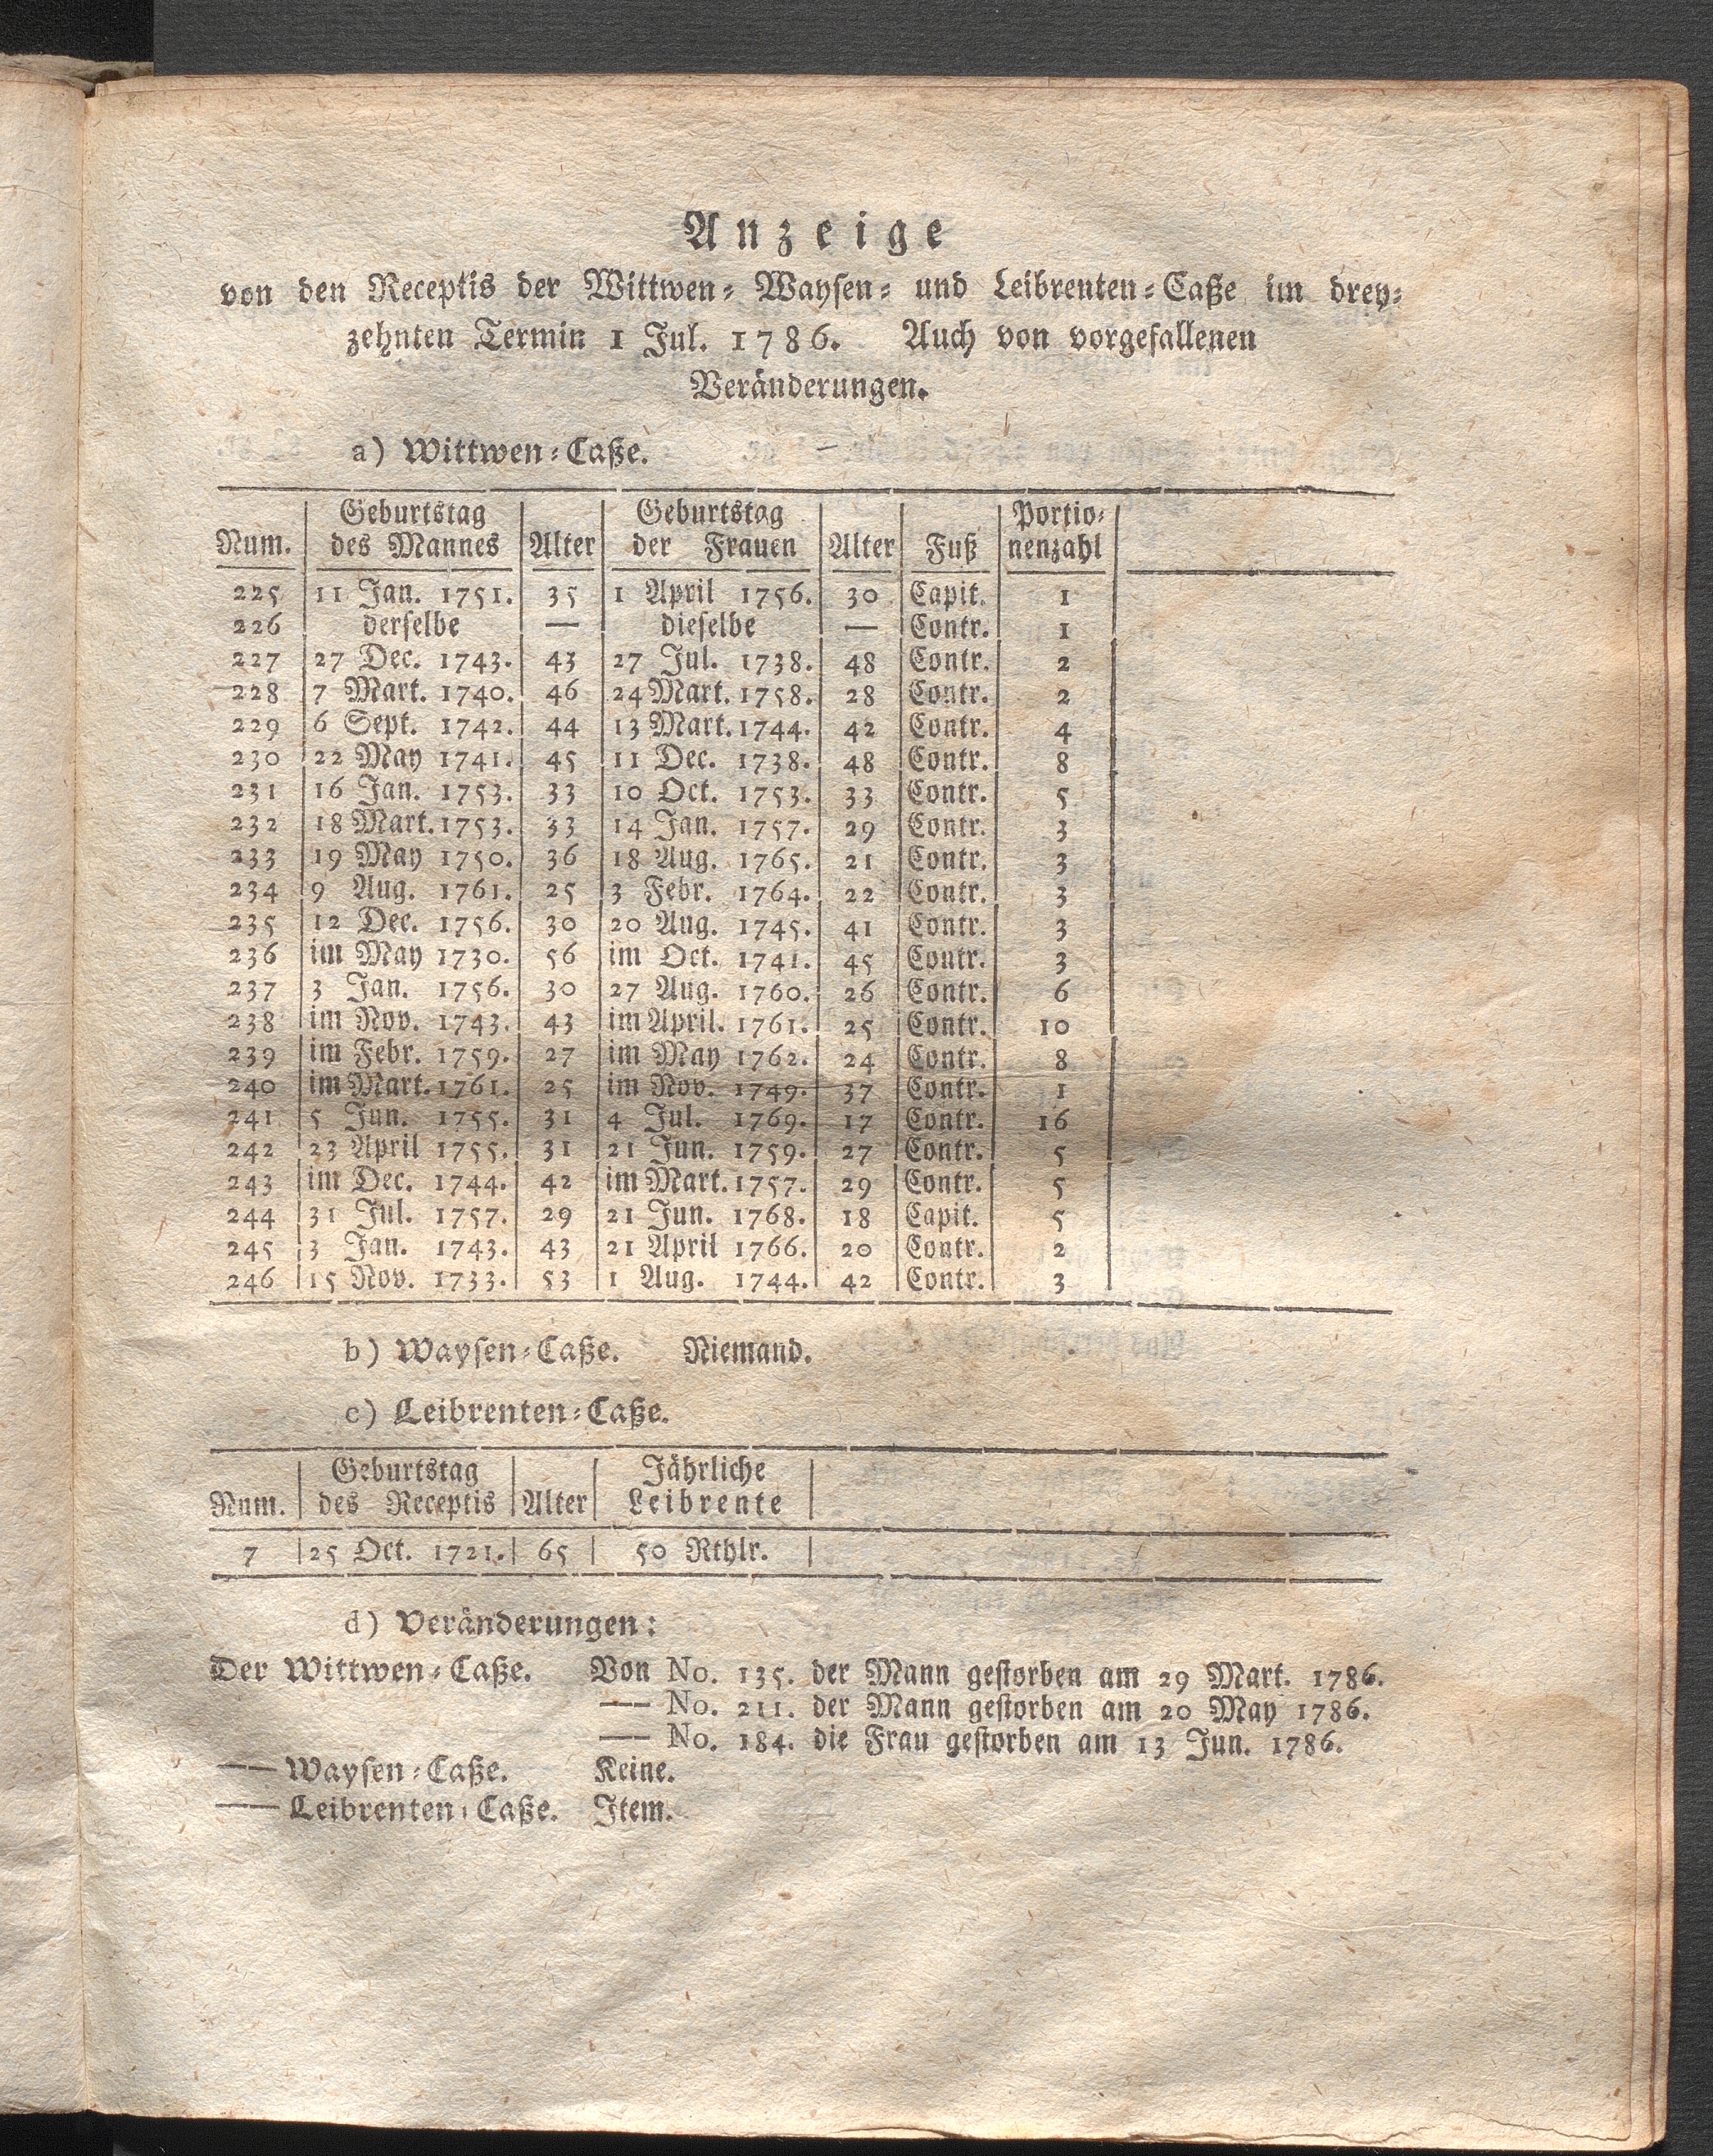 Anzeige
von den Receptis der Wittwen- Waysen- und Leibrenten-Caße im drey-
zehnten Termin 1 Jul. 1786. Auch von vorgefallenen
Veränderungen.
a) Wittwen-Caße.
Num. | Geburtstag des Mannes | Alter | Geburtstag der Frauen | Alter | Fuß | Portio-nenzahl
225 | 11 Jan. 1751. | 35 | 1 April 1756. | 30 | Capit. | 1
226 | derselbe | — | dieselbe | — | Contr. | 1
227 | 27 Dec. 1743. | 43 | 27 Jul. 1738. | 48 | Contr. | 2
228 | 7 Mart. 1740. | 46 | 24 Mart. 1758. | 28 | Contr. | 2
229 | 6 Sept. 1742. | 44 | 13 Mart. 1744. | 42 | Contr. | 4
230 | 22 May 1741. | 45 | 11 Dec. 1738. | 48 | Contr. | 8
231 | 16 Jan. 1753. | 33 | 10 Oct. 1753. | 33 | Contr. | 5
232 | 18 Mart. 1753. | 33 | 14 Jan. 1757. | 29 | Contr. | 3
233 | 19 May 1750. | 36 | 18 Aug. 1765. | 21 | Contr. | 3
234 | 9 Aug. 1761. | 25 | 3 Febr. 1764. | 22 | Contr. | 3
235 | 12 Dec. 1756. | 30 | 20 Aug. 1745. | 41 | Contr. | 3
236 | im May 1730. | 56 | im Oct. 1741. | 45 | Contr. | 3
237 | 3 Jan. 1756. | 30 | 27 Aug. 1760. | 26 | Contr. | 6
238 | im Nov. 1743. | 43 | im April. 1761. | 25 | Contr. | 10
239 | im Febr. 1759. | 27 | im May 1762. | 24 | Contr. | 8
240 | im Mart. 1761. | 25 | im Nov. 1749. | 37 | Contr. | 1
241 | 5 Jun. 1755. | 31 | 4 Jul. 1769. | 17 | Contr. | 16
242 | 23 April 1755. | 31 | 21 Jun. 1759. | 27 | Contr. | 5
243 | im Dec. 1744. | 42 | im Mart. 1757. | 29 | Contr. | 5
244 | 31 Jul. 1757. | 29 | 21 Jun. 1768. | 18 | Capit. | 5
245 | 3 Jan. 1743. | 43 | 21 April 1766. | 20 | Contr. | 2
246 | 15 Nov. 1733. | 53 | 1 Aug. 1744. | 42 | Contr. | 3
b) Waysen-Caße. Niemand.
c) Leibrenten-Caße.
Num. | Geburtstag des Receptis | Alter | Jährliche Leibrente
7 | 25 Oct. 1721. | 65 | 50 Rthlr.
d) Veränderungen:
Der Wittwen-Caße. Von No. 135. der Mann gestorben am 29 Mart. 1786.
— No. 211. der Mann gestorben am 20 May 1786.
— No. 184. die Frau gestorben am 13 Jun. 1786.
— Waysen-Caße. Keine.
— Leibrenten-Caße. Item.